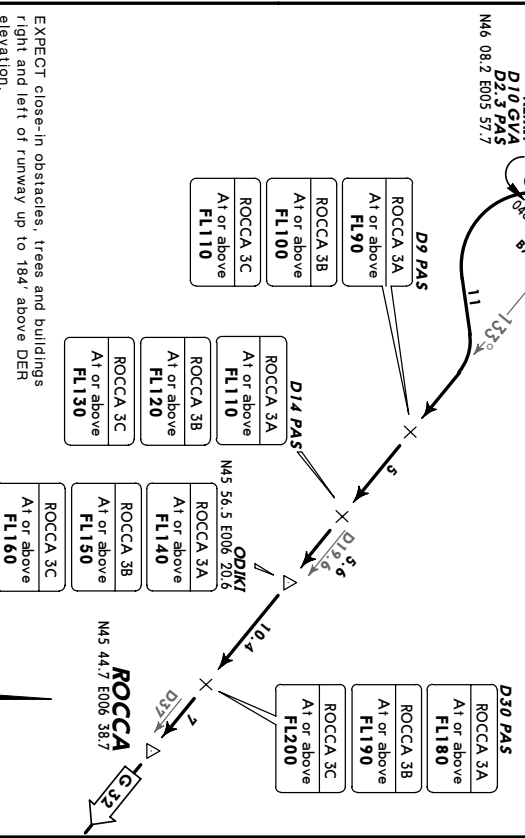 D10 GVA
D2.3 PAS
N46 08.2 E005 57.7
11
133°
D9 PAS
ROCCA 3A
At or above
FL90
ROCCA 3B
At or above
FL100
ROCCA 3C
At or above
FL110
5
D14 PAS
ROCCA 3A
At or above
FL110
ROCCA 3B
At or above
FL120
ROCCA 3C
At or above
FL130
5.6
D19.6
ODIKI
N45 56.5 E006 20.6
ROCCA 3A
At or above
FL140
ROCCA 3B
At or above
FL150
ROCCA 3C
At or above
FL160
10.4
D30 PAS
ROCCA 3A
At or above
FL180
ROCCA 3B
At or above
FL190
ROCCA 3C
At or above
FL200
7
D37
ROCCA
N45 44.7 E006 38.7
G 32
EXPECT close-in obstacles, trees and buildings
right and left of runway up to 184' above DER
elevation.